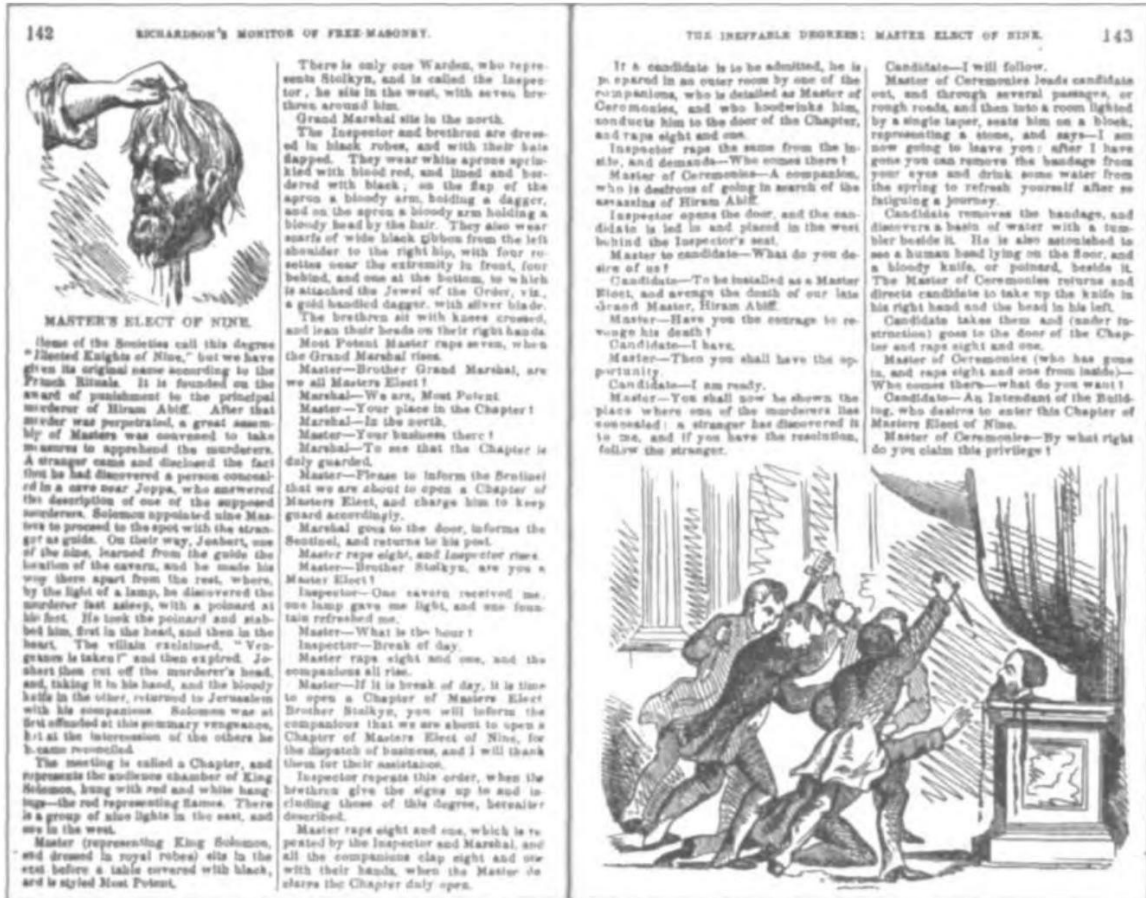 142
RICHARDSON'S MONITOR OF FREE-MASONRY.
MASTER'S ELECT OF NINE.
Some of the Societies call this degree
"Elected Knights of Nine," but we have
given its original name according to the
French Rituals. It is founded on the
award of punishment to the principal
murderer of Hiram Abiff. After that
murder was perpetrated, a great assem-
bly of Masters was convened to take
measures to apprehend the murderers.
A stranger came and disclosed the fact
that he had discovered a person conceal-
ed in a cave near Joppa, who answered
the description of one of the supposed
murderers. Solomon appointed nine Mas-
ters to proceed to the spot with the stran-
ger as guide. On their way, Joabert, one
of the nine, learned from the guide the
location of the cavern, and he made his
way there apart from the rest, where,
by the light of a lamp, he discovered the
murderer fast asleep, with a poinard at
his feet. He took the poinard and stab-
bed him, first in the head, and then in the
heart. The villain exclaimed, "Ven-
geance is taken!" and then expired. Jo-
abert then cut off the murderer's head,
and, taking it in his hand, and the bloody
knife in the other, returned to Jerusalem
with his companions. Solomon was at
first offended at this summary vengeance,
but at the intercession of the others he
became reconciled.
The meeting is called a Chapter, and
represents the audience chamber of King
Solomon, hung with red and white hang-
ings—the red representing flames. There
is a group of nine lights in the east, and
one in the west.
Master (representing King Solomon,
and dressed in royal robes) sits in the
east before a table covered with black,
and is styled Most Potent.
There is only one Warden, who repre-
sents Stolkyn, and is called the Inspec-
tor, he sits in the west, with seven bre-
thren around him.
Grand Marshal sits in the north.
The Inspector and brethren are dress-
ed in black robes, and with their hats
flapped. They wear white aprons sprin-
kled with blood red, and lined and bor-
dered with black; on the flap of the
apron a bloody arm, holding a dagger,
and on the apron a bloody arm holding a
bloody head by the hair. They also wear
scarfs of wide black ribbon from the left
shoulder to the right hip, with four ro-
settes near the extremity in front, four
behind, and one at the bottom, to which
is attached the Jewel of the Order, viz.,
a gold handled dagger, with silver blade.
The brethren sit with knees crossed,
and lean their heads on their right hands.
Most Potent Master raps seven, when
the Grand Marshal rises.
Master—Brother Grand Marshal, are
we all Masters Elect?
Marshal—We are, Most Potent.
Master—Your place in the Chapter?
Marshal—In the north.
Master—Your business there?
Marshal—To see that the Chapter is
duly guarded.
Master—Please to inform the Sentinel
that we are about to open a Chapter of
Masters Elect, and charge him to keep
guard accordingly.
Marshal goes to the door, informs the
Sentinel, and returns to his post.
Master raps eight, and Inspector rises.
Master—Brother Stolkyn, are you a
Master Elect?
Inspector—One cavern received me,
one lamp gave me light, and one foun-
tain refreshed me.
Master—What is the hour?
Inspector—Break of day.
Master raps eight and one, and the
companions all rise.
Master—If it is break of day, it is time
to open a Chapter of Masters Elect.
Brother Stolkyn, you will inform the
companions that we are about to open a
Chapter of Masters Elect of Nine, for
the dispatch of business, and I will thank
them for their assistance.
Inspector repeats this order, when the
brethren give the signs up to and in-
cluding those of this degree, hereafter
described.
Master raps eight and one, which is re-
peated by the Inspector and Marshal, and
all the companions clap eight and one
with their hands, when the Master de-
clares the Chapter duly open.
THE INEFFABLE DEGREES; MASTER ELECT OF NINE.
143
If a candidate is to be admitted, he is
prepared in an outer room by one of the
companions, who is detailed as Master of
Ceremonies, and who hoodwinks him,
conducts him to the door of the Chapter,
and raps eight and one.
Inspector raps the same from the in-
side, and demands—Who comes there?
Master of Ceremonies—A companion,
who is desirous of going in search of the
assassins of Hiram Abiff.
Inspector opens the door, and the can-
didate is led in and placed in the west
behind the Inspector's seat.
Master to candidate—What do you de-
sire of us?
Candidate—To be installed as a Master
Elect, and avenge the death of our late
Grand Master, Hiram Abiff.
Master—Have you the courage to re-
venge his death?
Candidate—I have.
Master—Then you shall have the op-
portunity.
Candidate—I am ready.
Master—You shall now be shown the
place where one of the murderers lies
concealed: a stranger has discovered it
to me, and if you have the resolution,
follow the stranger.
Candidate—I will follow.
Master of Ceremonies leads candidate
out, and through several passages, or
rough roads, and then into a room lighted
by a single taper, seats him on a block,
representing a stone, and says—I am
now going to leave you: after I have
gone you can remove the bandage from
your eyes and drink some water from
the spring to refresh yourself after so
fatiguing a journey.
Candidate removes the bandage, and
discovers a basin of water with a tum-
bler beside it. He is also astonished to
see a human head lying on the floor, and
a bloody knife, or poinard, beside it.
The Master of Ceremonies returns and
directs candidate to take up the knife in
his right hand and the head in his left.
Candidate takes them and (under in-
struction) goes to the door of the Chap-
ter and raps eight and one.
Master of Ceremonies (who has gone
in, and raps eight and one from inside)—
Who comes there—what do you want?
Candidate—An Intendant of the Build-
ing, who desires to enter this Chapter of
Masters Elect of Nine.
Master of Ceremonies—By what right
do you claim this privilege?